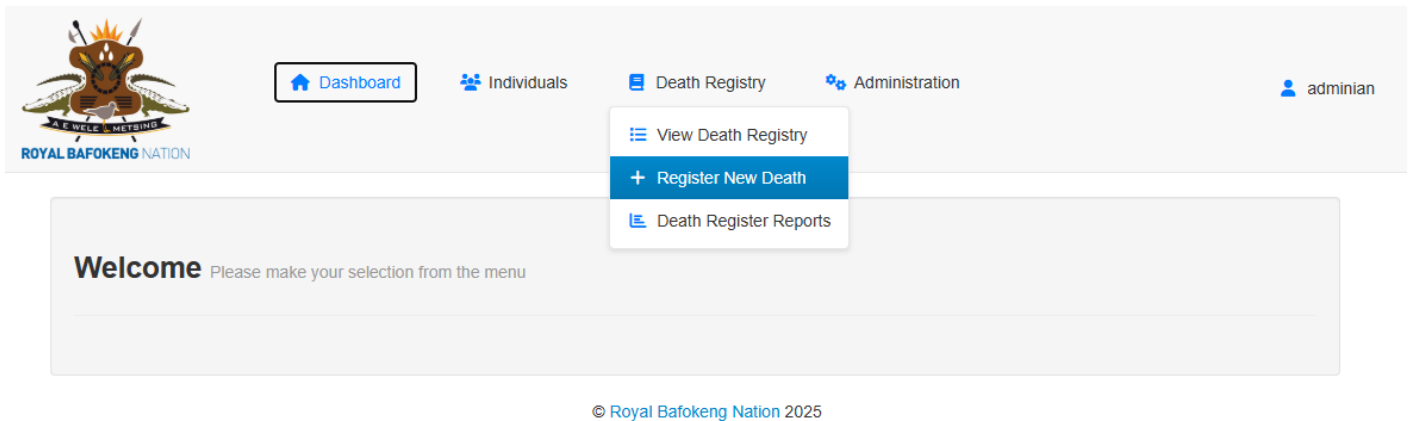 A E WELE METSING
ROYAL BAFOKENG NATION
Dashboard
Individuals
Death Registry
Administration
adminian
View Death Registry
Register New Death
Death Register Reports
Welcome Please make your selection from the menu
© Royal Bafokeng Nation 2025